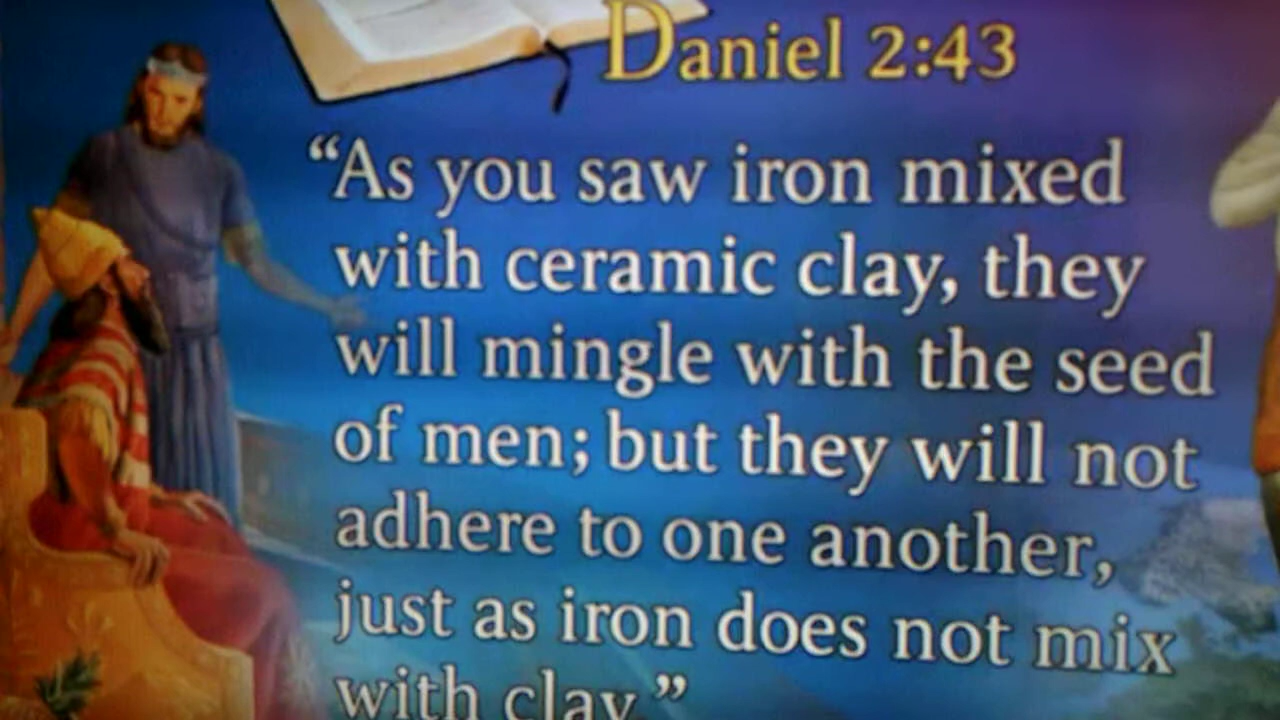 Daniel 2:43
“As you saw iron mixed
with ceramic clay, they
will mingle with the seed
of men; but they will not
adhere to one another,
just as iron does not mix
with clay.”